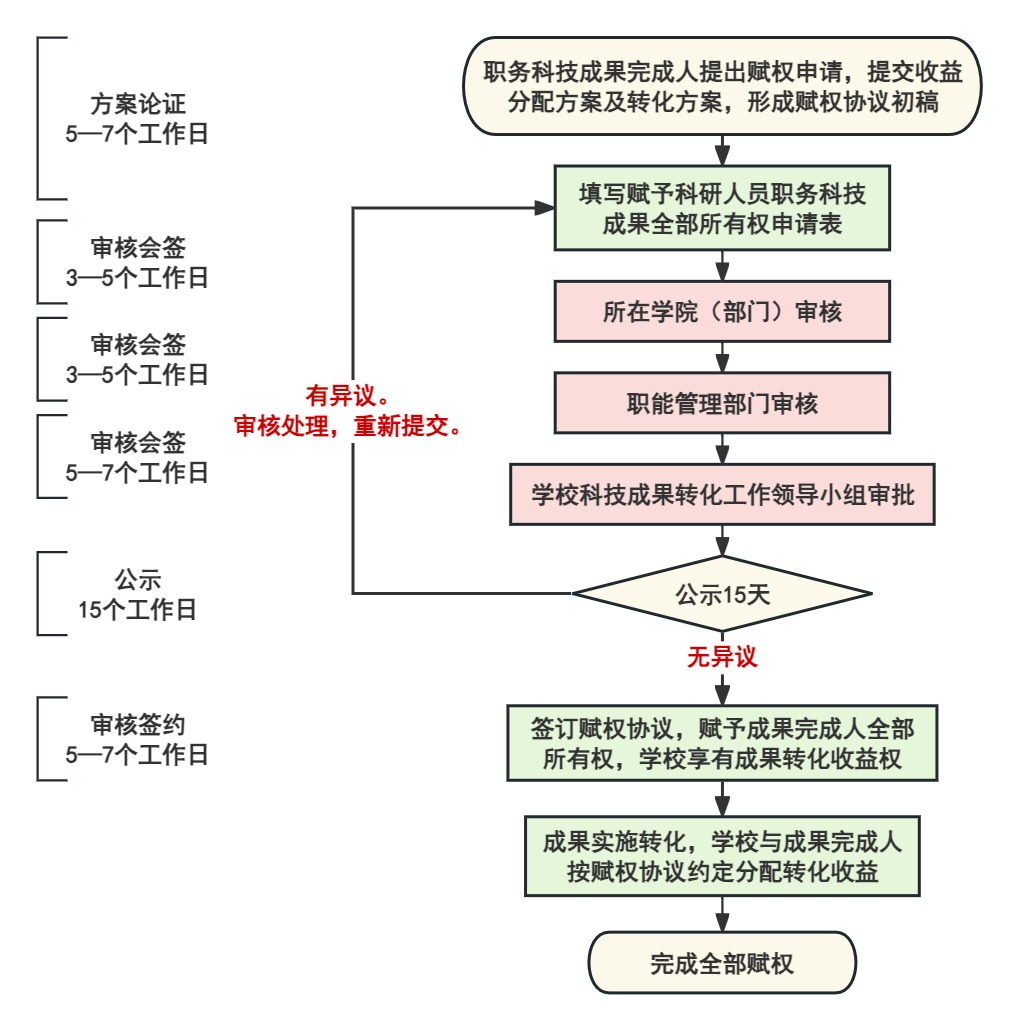 方案论证
5—7个工作日
审核会签
3—5个工作日
审核会签
3—5个工作日
审核会签
5—7个工作日
公示
15个工作日
审核签约
5—7个工作日
职务科技成果完成人提出赋权申请，提交收益
分配方案及转化方案，形成赋权协议初稿
填写赋予科研人员职务科技
成果全部所有权申请表
所在学院（部门）审核
职能管理部门审核
学校科技成果转化工作领导小组审批
公示15天
有异议。
审核处理，重新提交。
无异议
签订赋权协议，赋予成果完成人全部
所有权，学校享有成果转化收益权
成果实施转化，学校与成果完成人
按赋权协议约定分配转化收益
完成全部赋权